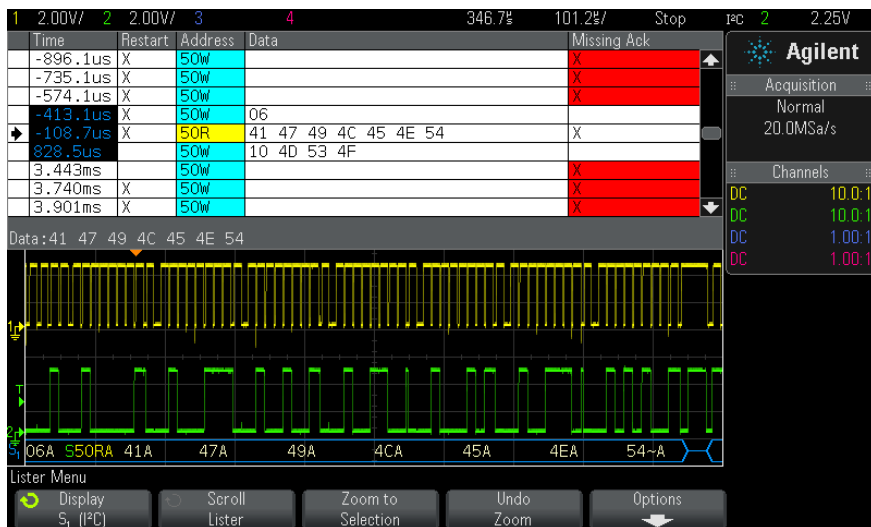 1 2.00V/ 2 2.00V/ 3 4 346.7us 101.2us/ Stop I²C 2 2.25V
Time Restart Address Data Missing Ack
-896.1us X 50W X
-735.1us X 50W X
-574.1us X 50W X
-413.1us X 50W 06
-108.7us X 50R 41 47 49 4C 45 4E 54 X
828.5us 50W 10 4D 53 4F
3.443ms 50W X
3.740ms X 50W X
3.901ms X 50W X
Data:41 47 49 4C 45 4E 54
Agilent
Acquisition
Normal
20.0MSa/s
Channels
DC 10.0:1
DC 10.0:1
DC 1.00:1
DC 1.00:1
1
T
2
S1 06A S50RA 41A 47A 49A 4CA 45A 4EA 54~A
Lister Menu
Display
S1 (I²C)
Scroll
Lister
Zoom to
Selection
Undo
Zoom
Options